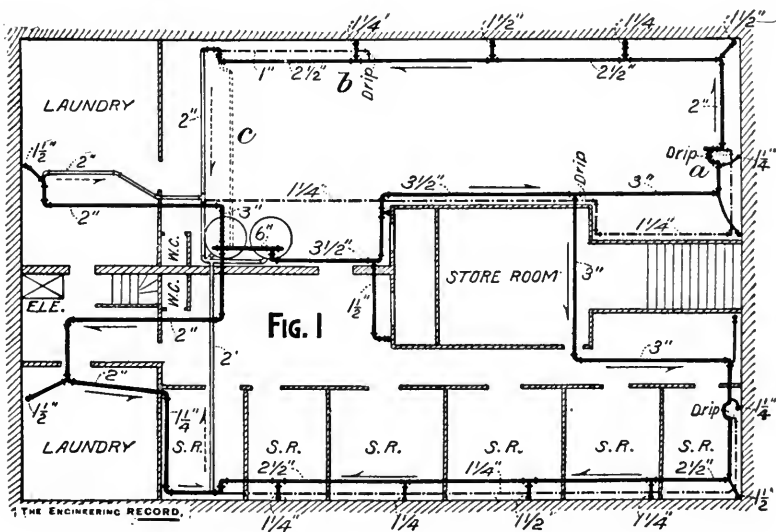 1¼" 1½" 1¼ 1½"
1" 2½" b Drip 2½"
LAUNDRY 2" c 2"
1½" 2" Drip a 1¼"
Drip
1¼" 3½" 3"
2" 3" 6" 1¼"
3½"
W.C.
W.C.
STORE ROOM 3"
ELE. 1½"
FIG. 1
2" 2' 3"
2"
1½" 1¼" Drip 1¼"
LAUNDRY S.R. S.R. S.R. S.R. S.R. S.R.
2½" 1¼" 2½"
THE ENGINEERING RECORD.
1¼" 1¼ 1½ 1¼" 1½"